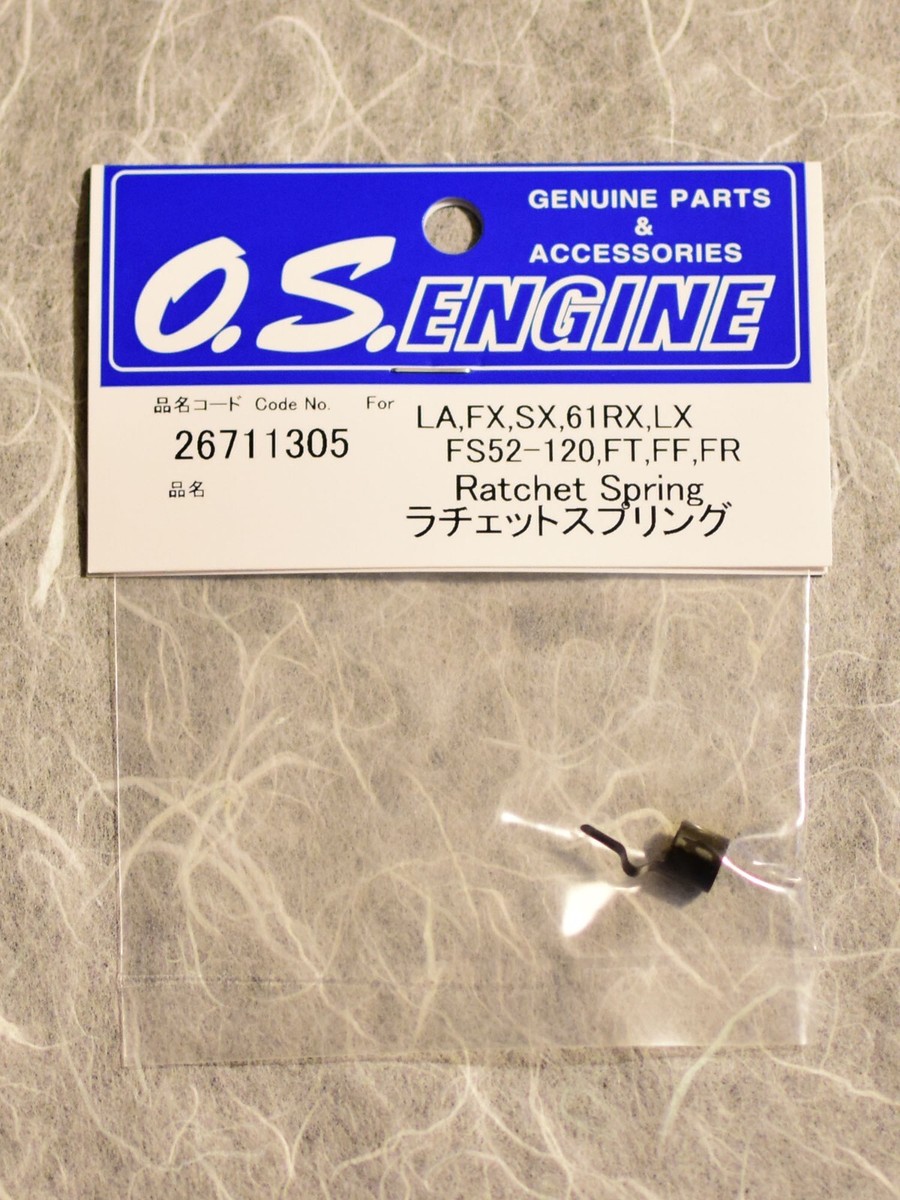 GENUINE PARTS
&
ACCESSORIES
O.S. ENGINE
品名コード Code No. For
26711305
LA,FX,SX,61RX,LX
FS52-120,FT,FF,FR
品名
Ratchet Spring
ラチェットスプリング